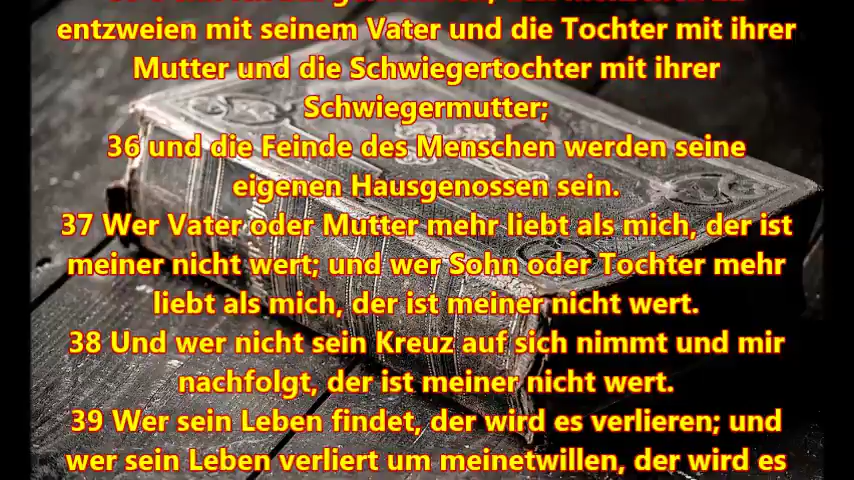 entzweien mit seinem Vater und die Tochter mit ihrer
Mutter und die Schwiegertochter mit ihrer
Schwiegermutter;
36 und die Feinde des Menschen werden seine
eigenen Hausgenossen sein.
37 Wer Vater oder Mutter mehr liebt als mich, der ist
meiner nicht wert; und wer Sohn oder Tochter mehr
liebt als mich, der ist meiner nicht wert.
38 Und wer nicht sein Kreuz auf sich nimmt und mir
nachfolgt, der ist meiner nicht wert.
39 Wer sein Leben findet, der wird es verlieren; und
wer sein Leben verliert um meinetwillen, der wird es